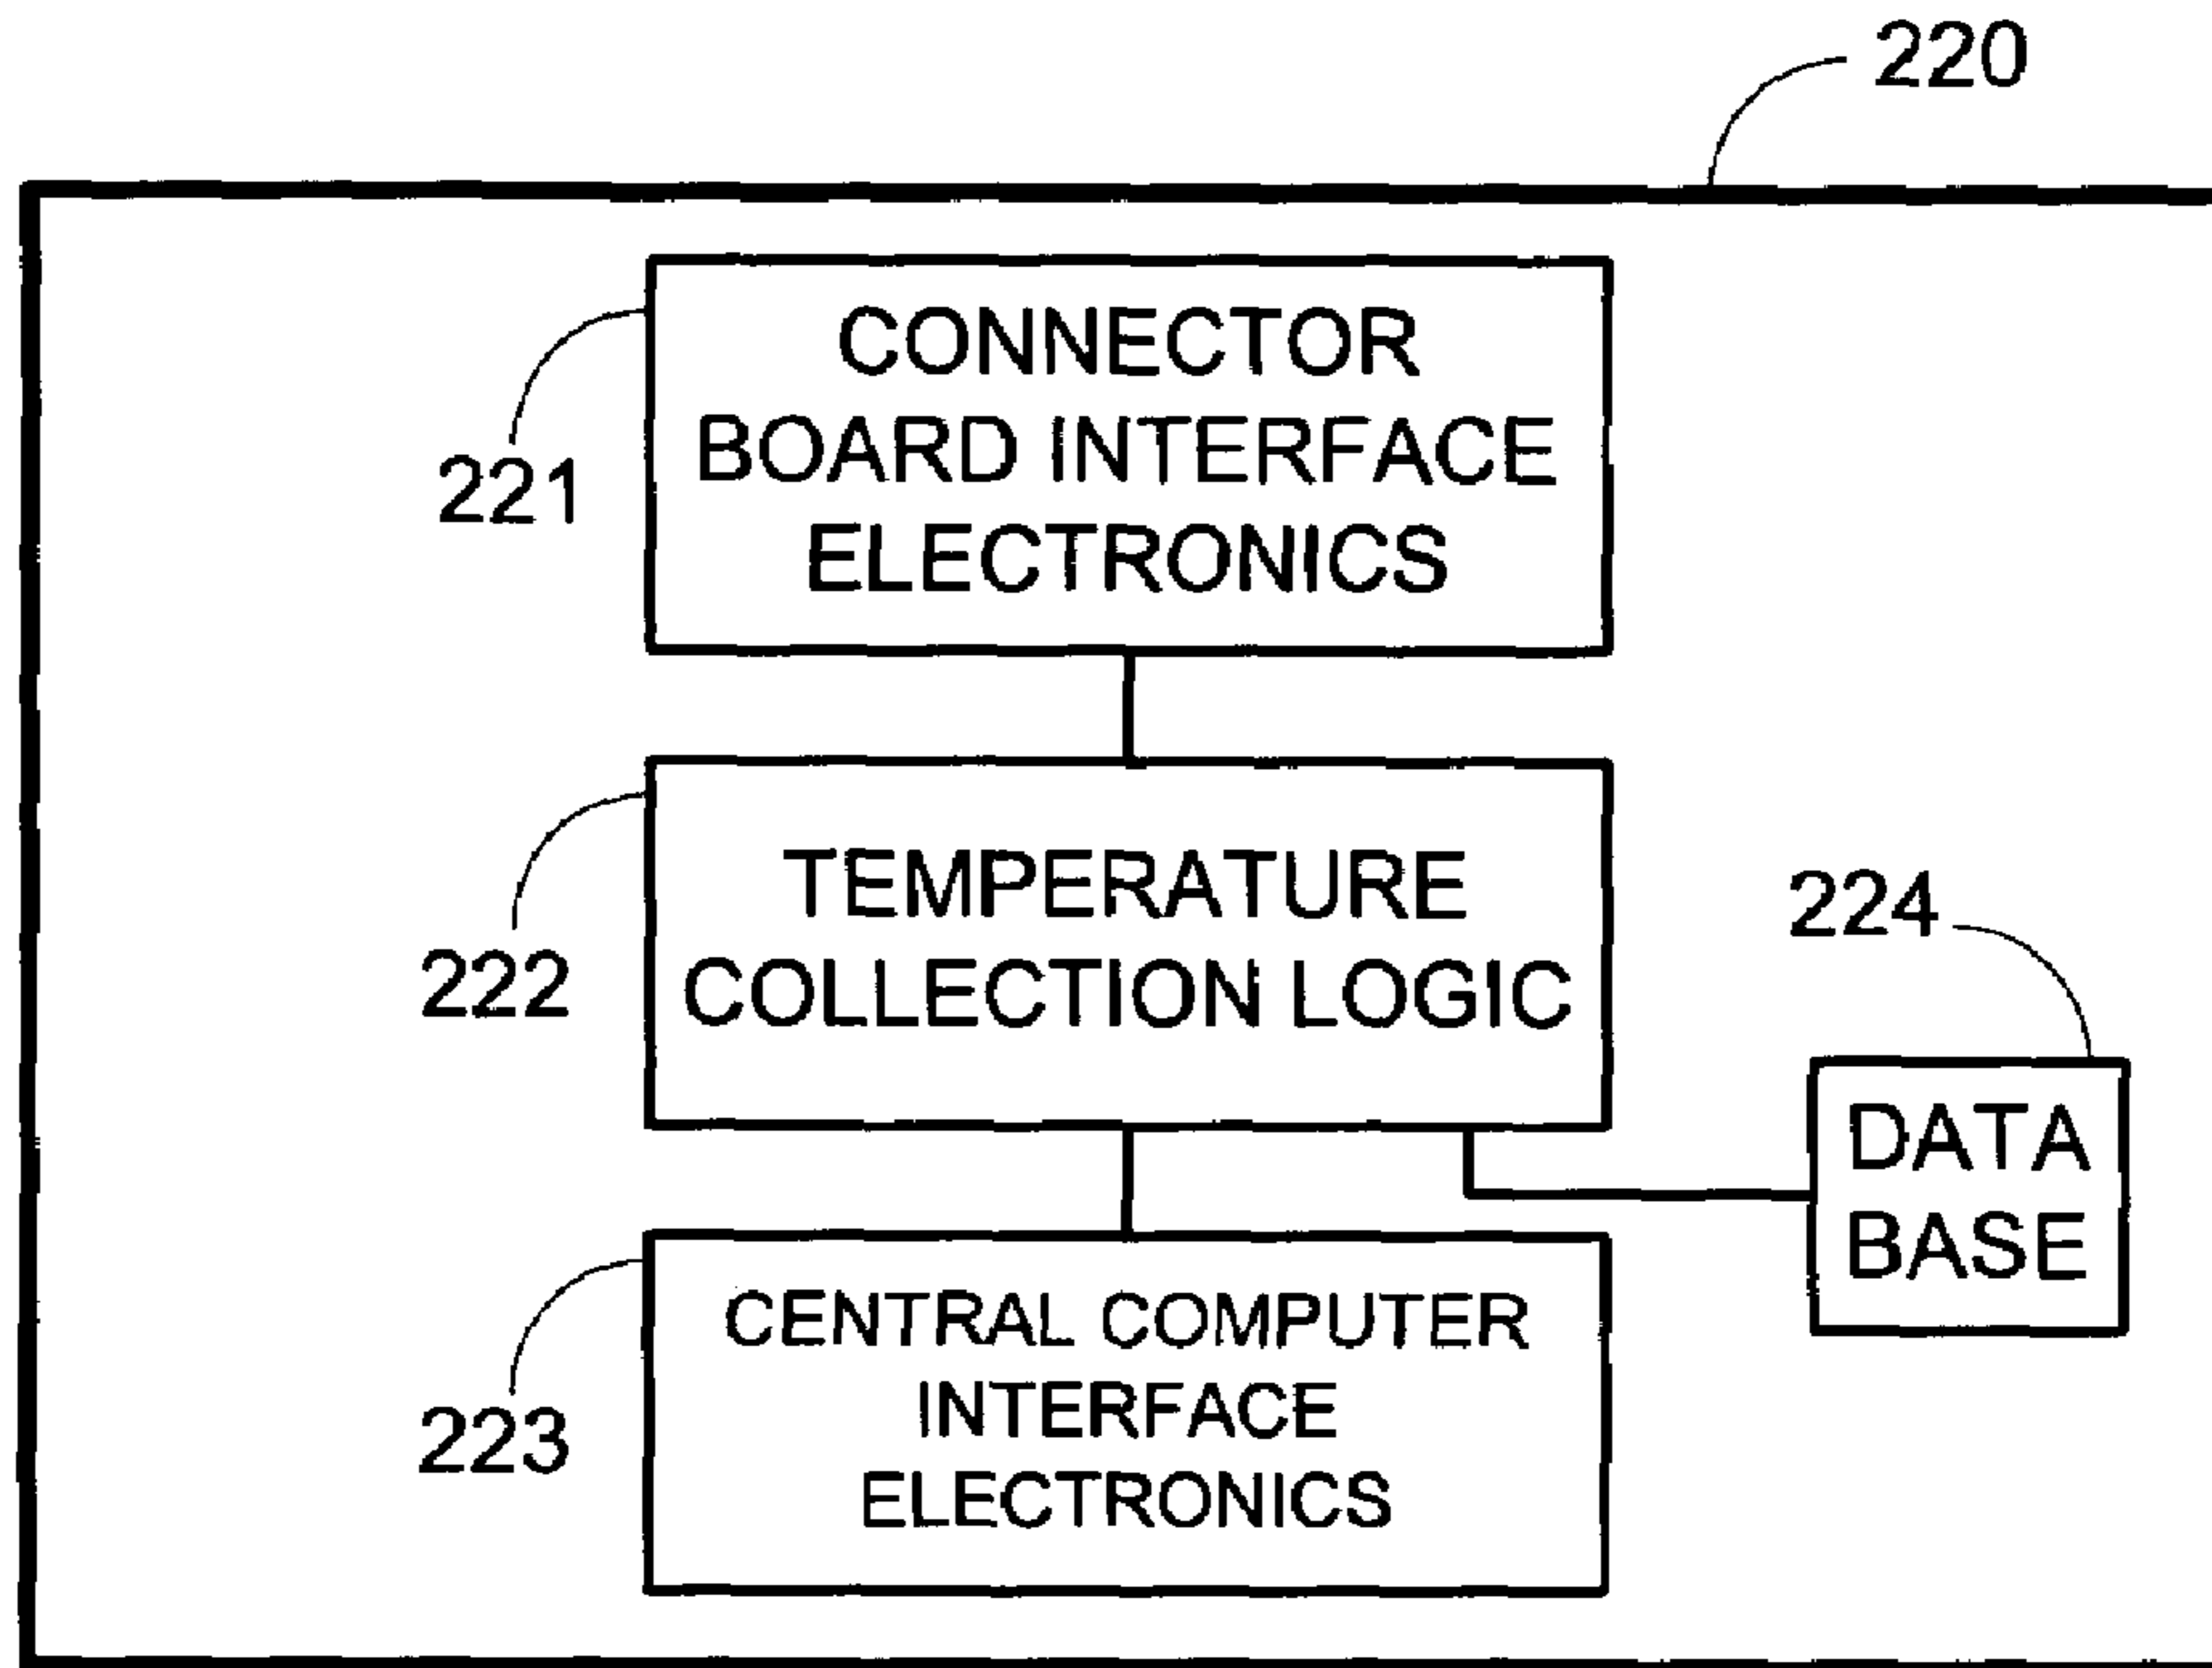 220
CONNECTOR
BOARD INTERFACE
ELECTRONICS
221
TEMPERATURE
COLLECTION LOGIC
222
224
DATA
BASE
CENTRAL COMPUTER
INTERFACE
ELECTRONICS
223